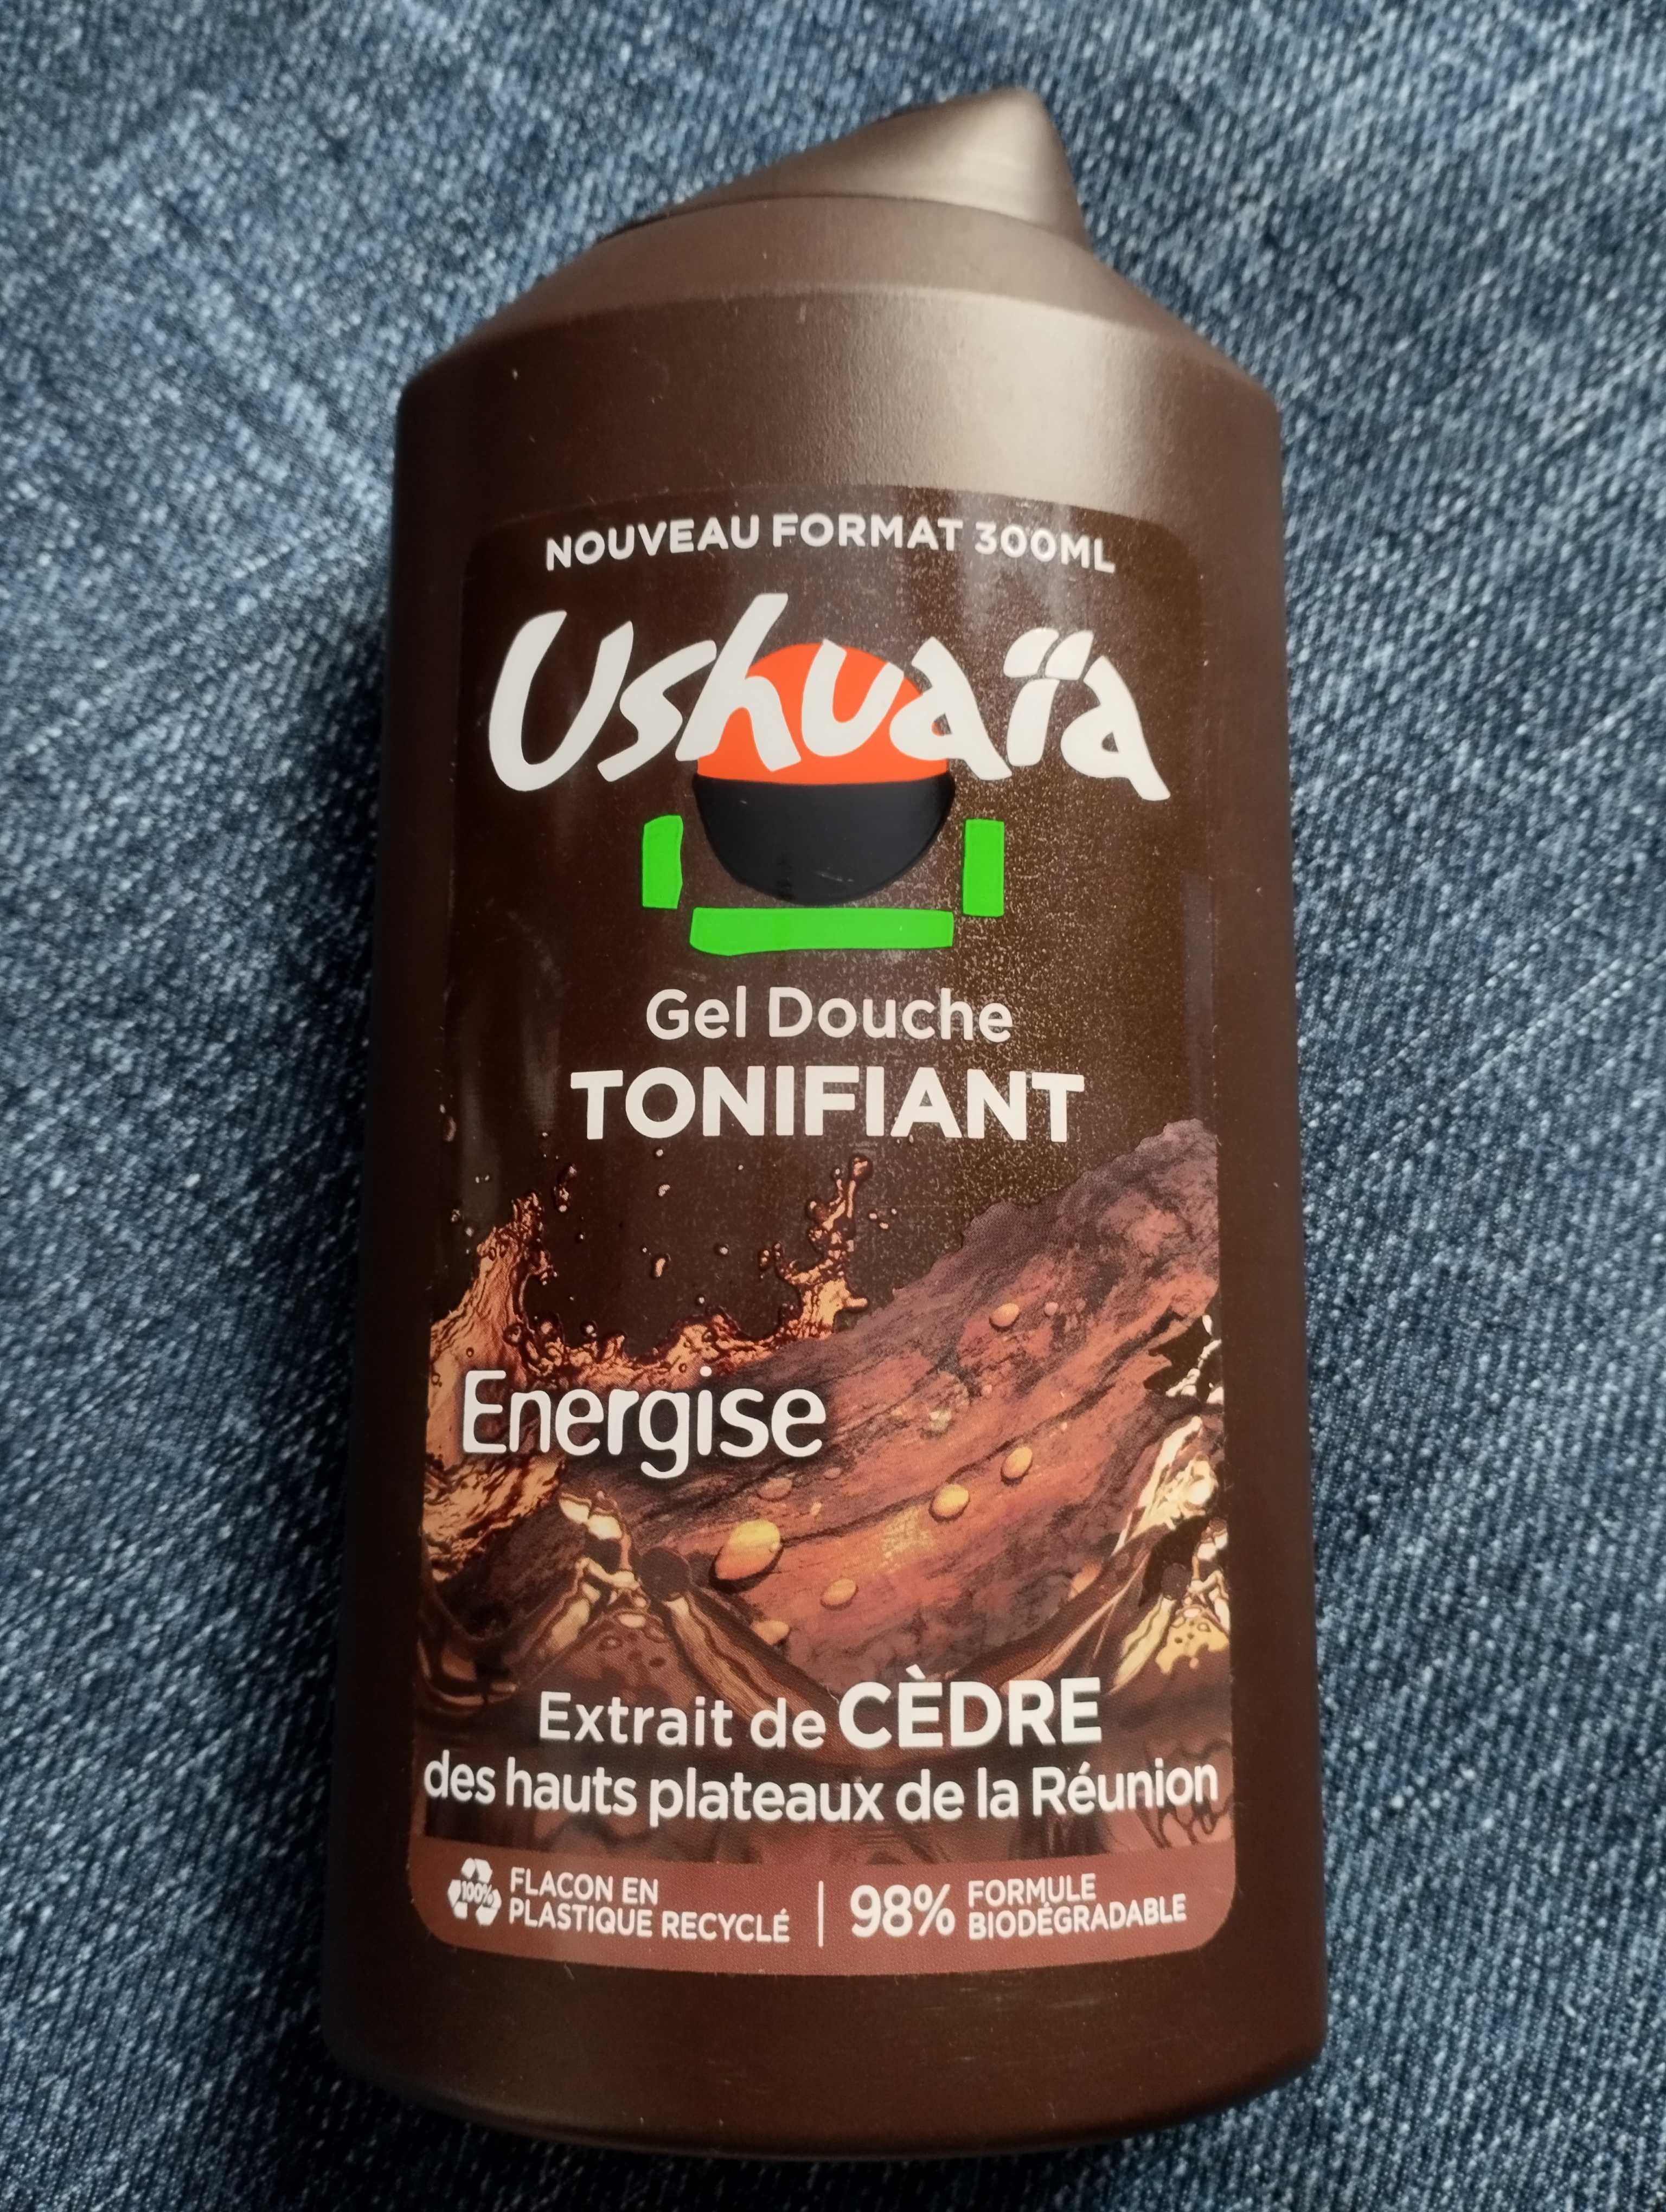 NOUVEAU FORMAT 300ML
Ushuaïa
Gel Douche
TONIFIANT
Energise
Extrait de CÈDRE
des hauts plateaux de la Réunion
100% FLACON EN
PLASTIQUE RECYCLÉ
98% FORMULE
BIODÉGRADABLE